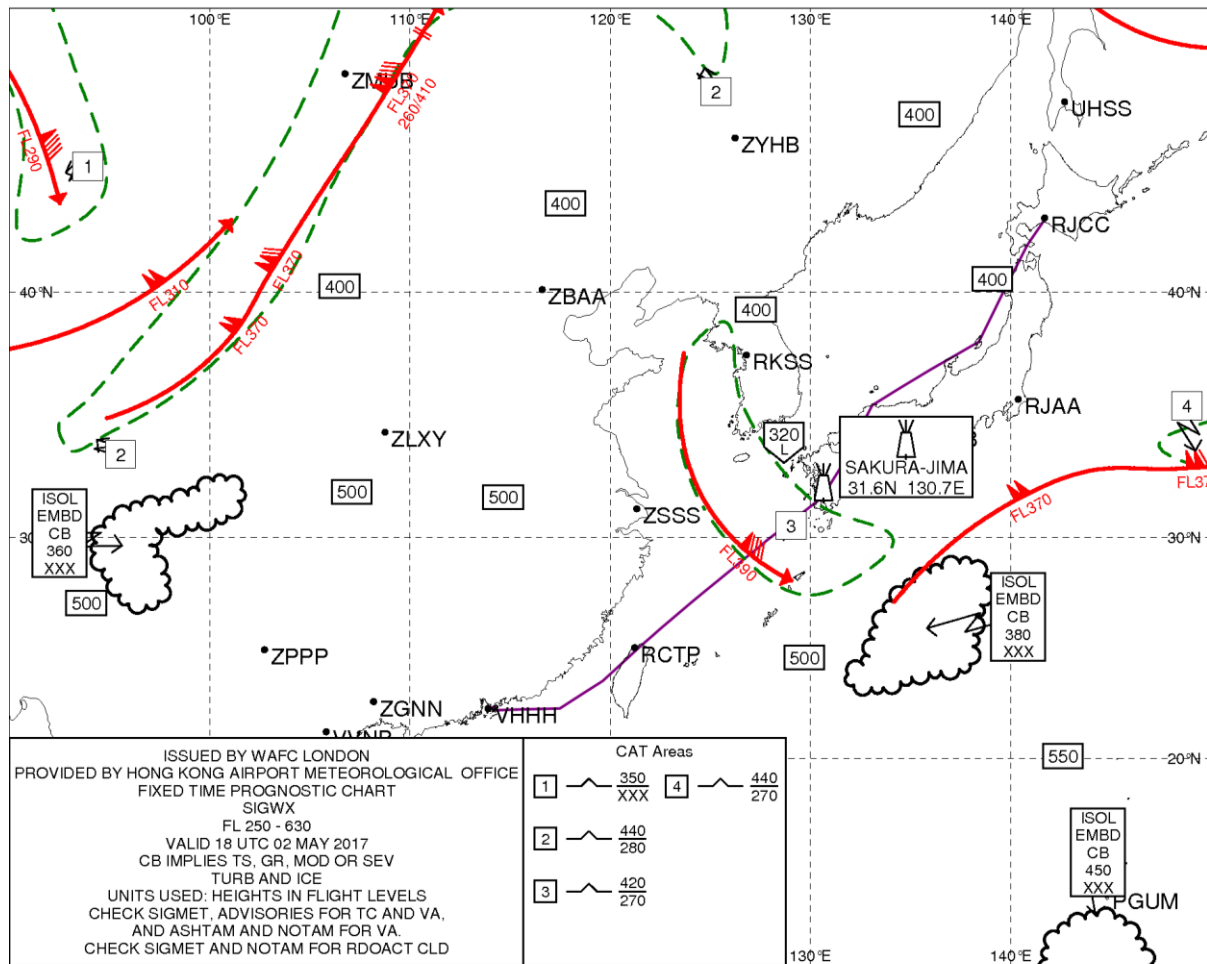 100°E 110°E 120°E 130°E 140°E
ZMUB
FL350
260/410
2
400
UHSS
ZYHB
FL290
1
400
RJCC
FL310
FL370
400
ZBAA
400
40°N
40°N
FL370
400
RKSS
RJAA
4
320
L
SAKURA-JIMA
31.6N 130.7E
ZLXY
2
ISOL
EMBD
CB
360
XXX
500
500
ZSSS
FL370
30°N
3
FL390
500
ISOL
EMBD
CB
380
XXX
ZPPP
RCTP
500
ZGNN
VHHH
20°N
550
ISSUED BY WAFC LONDON
PROVIDED BY HONG KONG AIRPORT METEOROLOGICAL OFFICE
FIXED TIME PROGNOSTIC CHART
SIGWX
FL 250 - 630
VALID 18 UTC 02 MAY 2017
CB IMPLIES TS, GR, MOD OR SEV
TURB AND ICE
UNITS USED: HEIGHTS IN FLIGHT LEVELS
CHECK SIGMET, ADVISORIES FOR TC AND VA,
AND ASHTAM AND NOTAM FOR VA.
CHECK SIGMET AND NOTAM FOR RDOACT CLD
CAT Areas
1 350
XXX
4 440
270
2 440
280
3 420
270
ISOL
EMBD
CB
450
XXX
PGUM
130°E 140°E